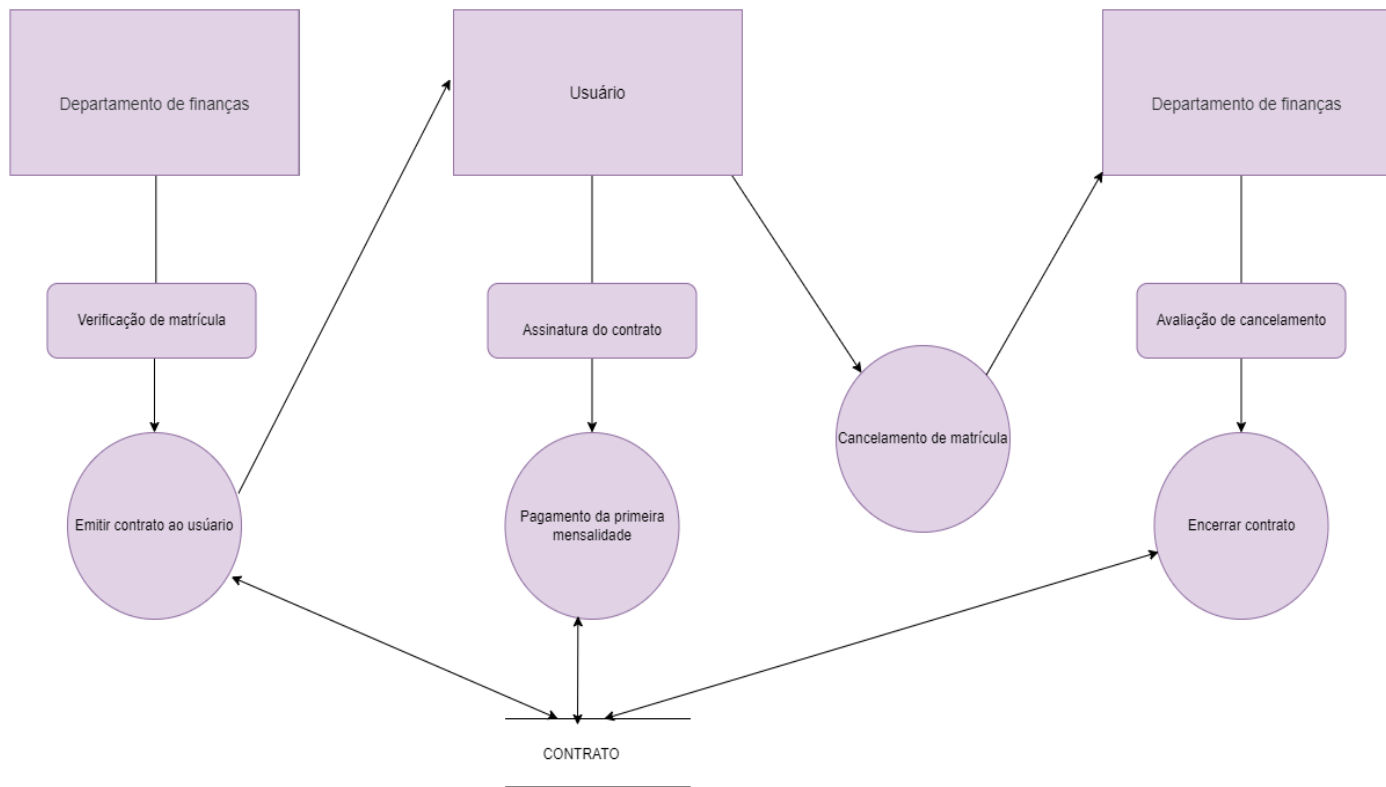 Departamento de finanças
Usuário
Departamento de finanças
Verificação de matrícula
Assinatura do contrato
Avaliação de cancelamento
Cancelamento de matrícula
Emitir contrato ao usúario
Pagamento da primeira
mensalidade
Encerrar contrato
CONTRATO